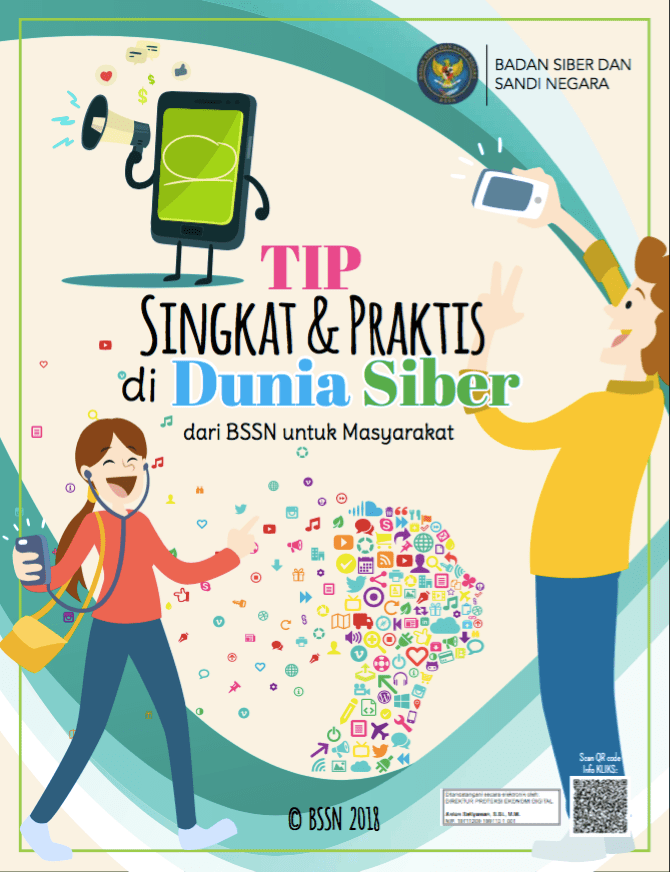 BADAN SIBER DAN
SANDI NEGARA
TIP
SINGKAT & PRAKTIS
di Dunia Siber
dari BSSN untuk Masyarakat
Scan QR code
Info KLIKS:
Ditandatangani secara elektronik oleh:
DIREKTUR PROTEKSI EKONOMI DIGITAL
© BSSN 2018